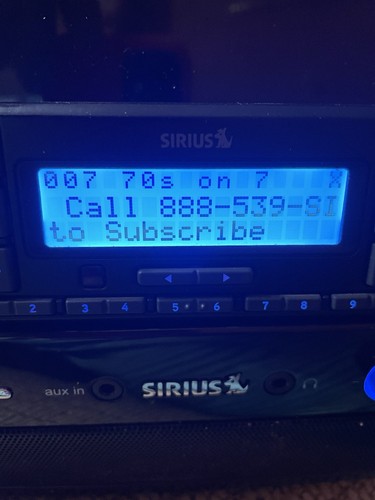 SIRIUS
007 70s on 7 X
Call 888-539-SI
to Subscribe
2 3 4 5 6 7 8 9
aux in SIRIUS